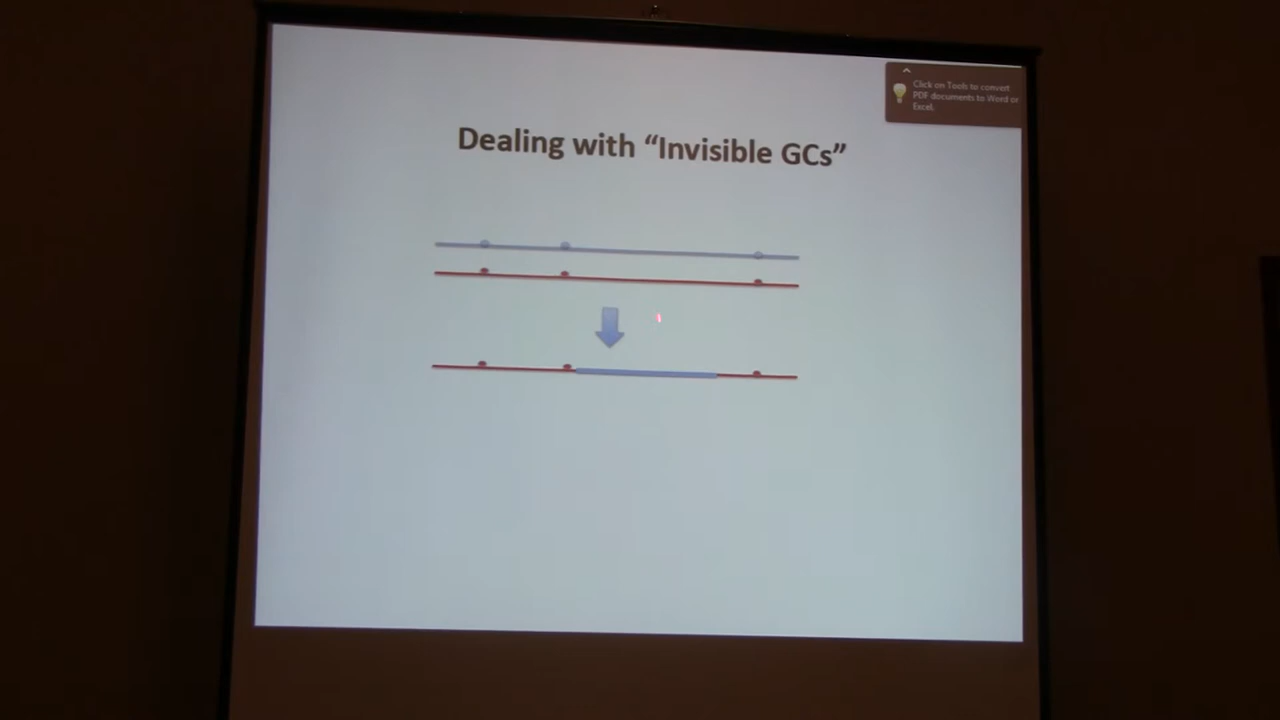 Click on Tools to convert
PDF documents to Word or
Excel.
Dealing with “Invisible GCs”